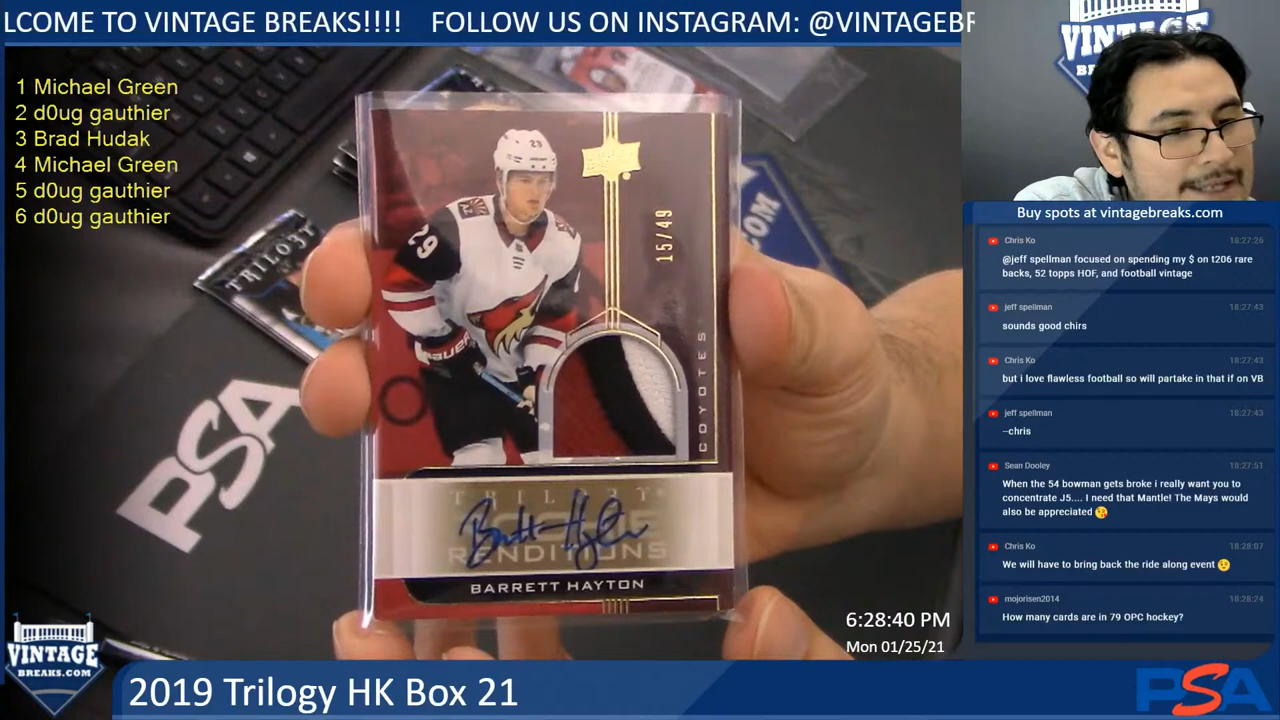 LCOME TO VINTAGE BREAKS!!!! FOLLOW US ON INSTAGRAM: @VINTAGEBR
1 Michael Green
2 d0ug gauthier
3 Brad Hudak
4 Michael Green
5 d0ug gauthier
6 d0ug gauthier
29
29
15/49
COYOTES
TRILOGY
RENDITIONS
BARRETT HAYTON
PSA
TRILOGY
.COM
VINTAGE
Buy spots at vintagebreaks.com
Chris Ko 18:27:26
@jeff spellman focused on spending my $ on t206 rare
backs, 52 topps HOF, and football vintage
jeff spellman 18:27:43
sounds good chirs
Chris Ko 18:27:43
but i love flawless football so will partake in that if on VB
jeff spellman 18:27:43
--chris
Sean Dooley 18:27:51
When the 54 bowman gets broke i really want you to
concentrate J5.... I need that Mantle! The Mays would
also be appreciated 😘
Chris Ko 18:28:07
We will have to bring back the ride along event 🤨
mojorisen2014 18:28:24
How many cards are in 79 OPC hockey?
6:28:40 PM
Mon 01/25/21
VINTAGE
BREAKS.COM
2019 Trilogy HK Box 21
PSA